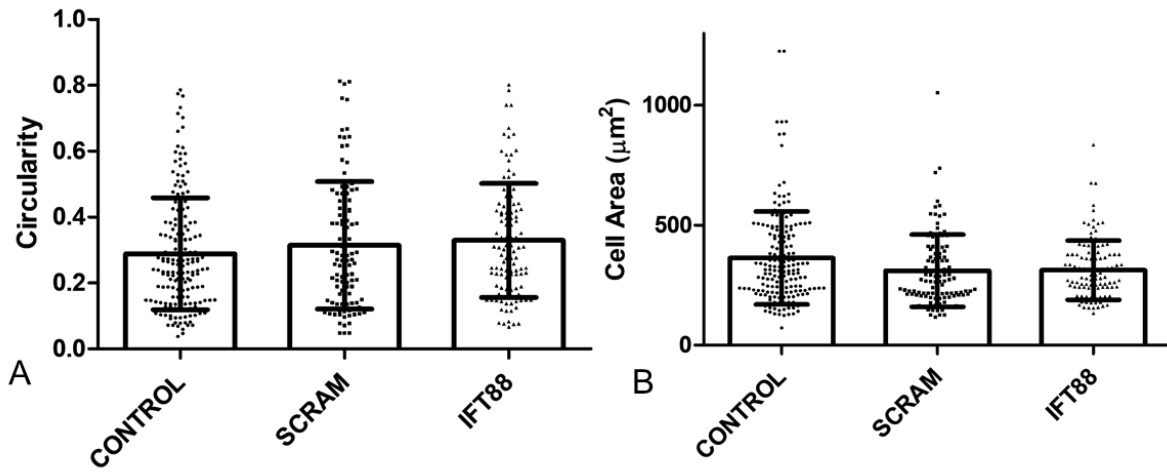 Circularity
1.0
0.8
0.6
0.4
0.2
0.0
CONTROL
SCRAM
IFT88
A
Cell Area (μm²)
1000
500
0
CONTROL
SCRAM
IFT88
B